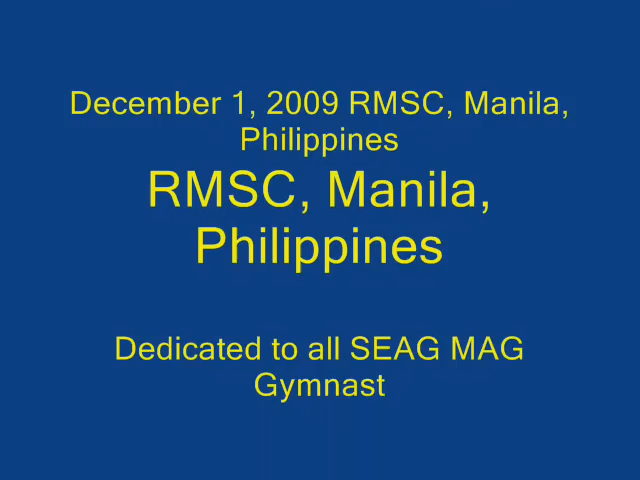 December 1, 2009 RMSC, Manila,
Philippines
RMSC, Manila,
Philippines
Dedicated to all SEAG MAG
Gymnast